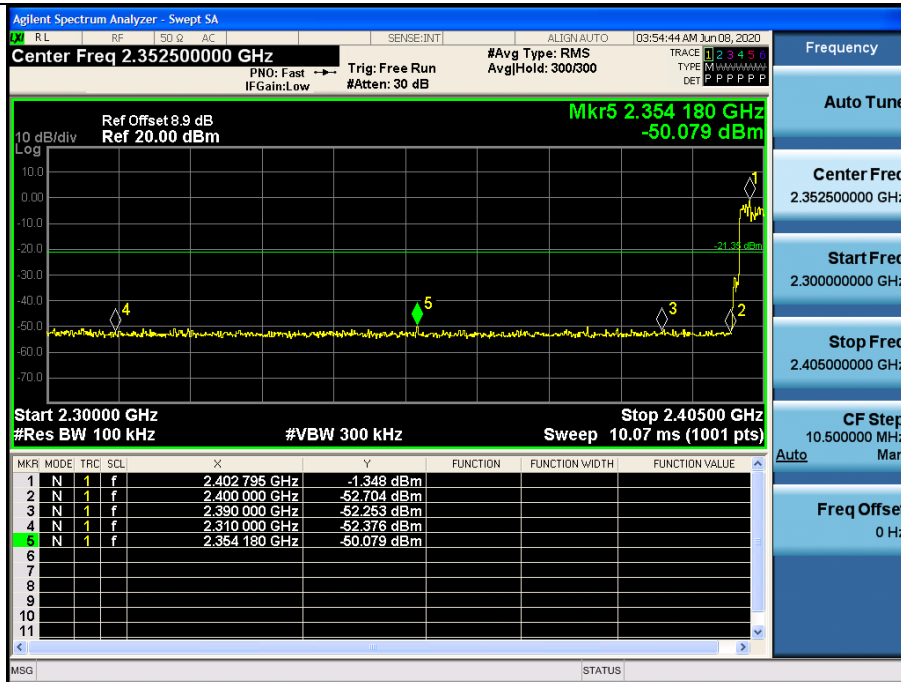 Agilent Spectrum Analyzer - Swept SA
LXI RL RF 50 Ω AC SENSE:INT ALIGN AUTO 03:54:44 AM Jun 08, 2020
Center Freq 2.352500000 GHz
#Avg Type: RMS
TRACE 1 2 3 4 5 6
PNO: Fast
Trig: Free Run
Avg|Hold: 300/300
TYPE M
IFGain:Low
#Atten: 30 dB
DET P P P P P P
Ref Offset 8.9 dB
Mkr5 2.354 180 GHz
10 dB/div
Ref 20.00 dBm
-50.079 dBm
Log
10.0
0.00
-10.0
-20.0
-30.0
-40.0
-50.0
-60.0
-70.0
1
-21.35 dBm
4
5
3
2
Start 2.30000 GHz
Stop 2.40500 GHz
#Res BW 100 kHz
#VBW 300 kHz
Sweep 10.07 ms (1001 pts)
MKR MODE TRC SCL X Y FUNCTION FUNCTION WIDTH FUNCTION VALUE
1 N 1 f 2.402 795 GHz -1.348 dBm
2 N 1 f 2.400 000 GHz -52.704 dBm
3 N 1 f 2.390 000 GHz -52.253 dBm
4 N 1 f 2.310 000 GHz -52.376 dBm
5 N 1 f 2.354 180 GHz -50.079 dBm
6
7
8
9
10
11
MSG
STATUS
Frequency
Auto Tune
Center Freq
2.352500000 GHz
Start Freq
2.300000000 GHz
Stop Freq
2.405000000 GHz
CF Step
10.500000 MHz
Auto Man
Freq Offset
0 Hz